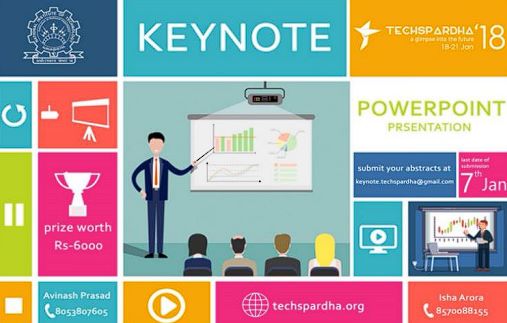 KEYNOTE
TECHSPARDHA'18
a glimpse into the future
18-21 Jan
POWERPOINT
PRSENTATION
submit your abstracts at
keynote.techspardha@gmail.com
last date of
submission
7th Jan
prize worth
Rs-6000
Avinash Prasad
8053807605
techspardha.org
Isha Arora
8570088155